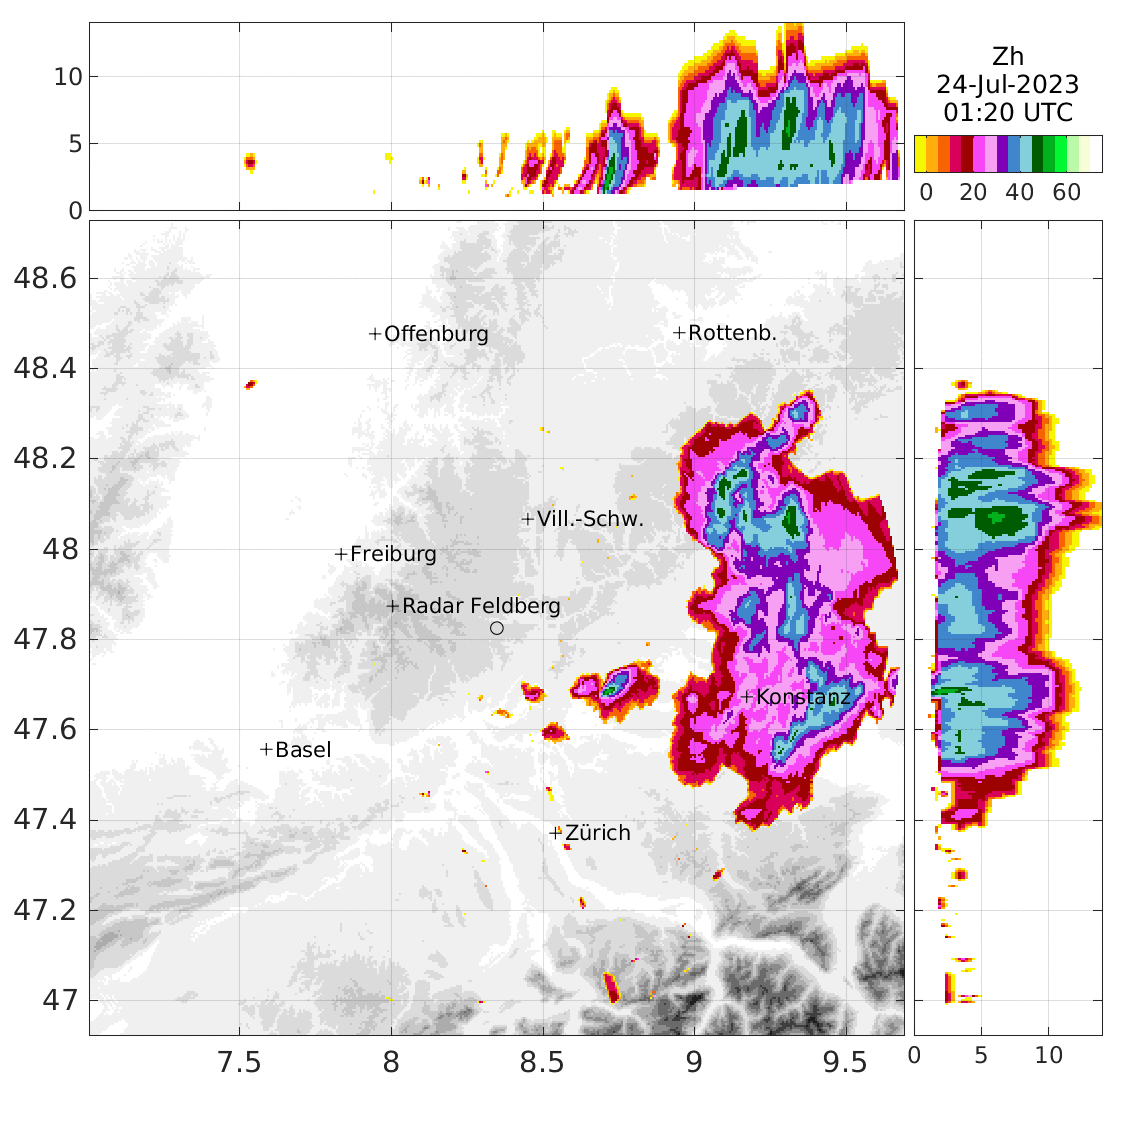 10
5
0
Zh
24-Jul-2023
01:20 UTC
0 20 40 60
48.6
48.4
48.2
48
47.8
47.6
47.4
47.2
47
+Offenburg
+Rottenb.
+Vill.-Schw.
+Freiburg
+Radar Feldberg
+Konstanz
+Basel
+Zürich
7.5 8 8.5 9 9.5
0 5 10